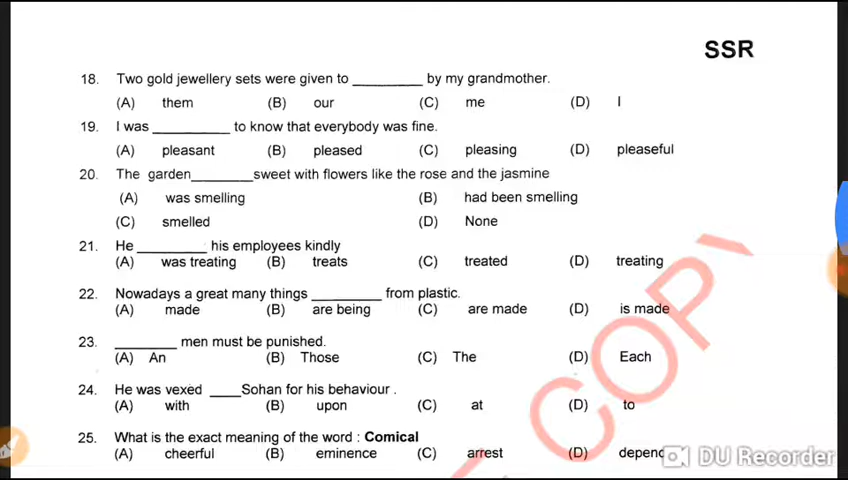 SSR
18. Two gold jewellery sets were given to ________ by my grandmother.
(A) them (B) our (C) me (D) I
19. I was __________ to know that everybody was fine.
(A) pleasant (B) pleased (C) pleasing (D) pleaseful
20. The garden________sweet with flowers like the rose and the jasmine
(A) was smelling (B) had been smelling
(C) smelled (D) None
21. He _________ his employees kindly
(A) was treating (B) treats (C) treated (D) treating
22. Nowadays a great many things _________ from plastic.
(A) made (B) are being (C) are made (D) is made
23. ________ men must be punished.
(A) An (B) Those (C) The (D) Each
24. He was vexed ____Sohan for his behaviour .
(A) with (B) upon (C) at (D) to
25. What is the exact meaning of the word : Comical
(A) cheerful (B) eminence (C) arrest (D) depend
COPY
DU Recorder